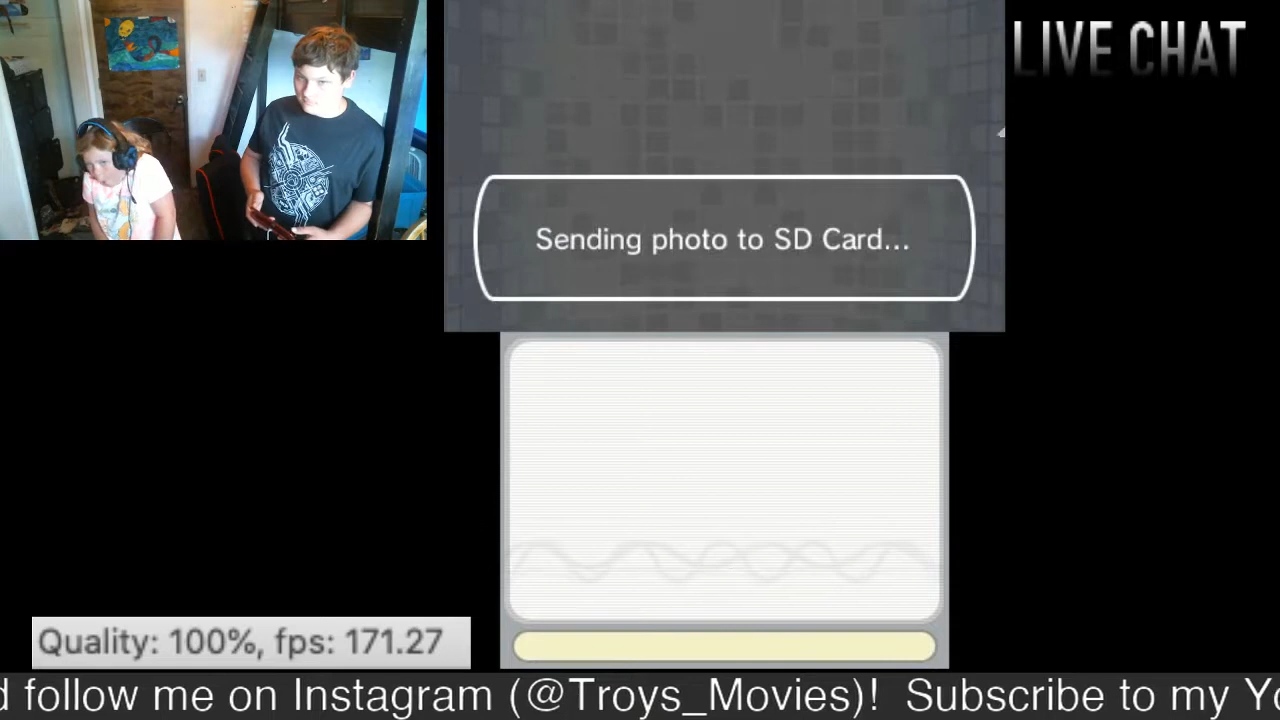 LIVE CHAT
Sending photo to SD Card...
Quality: 100%, fps: 171.27
d follow me on Instagram (@Troys_Movies)!  Subscribe to my Yo